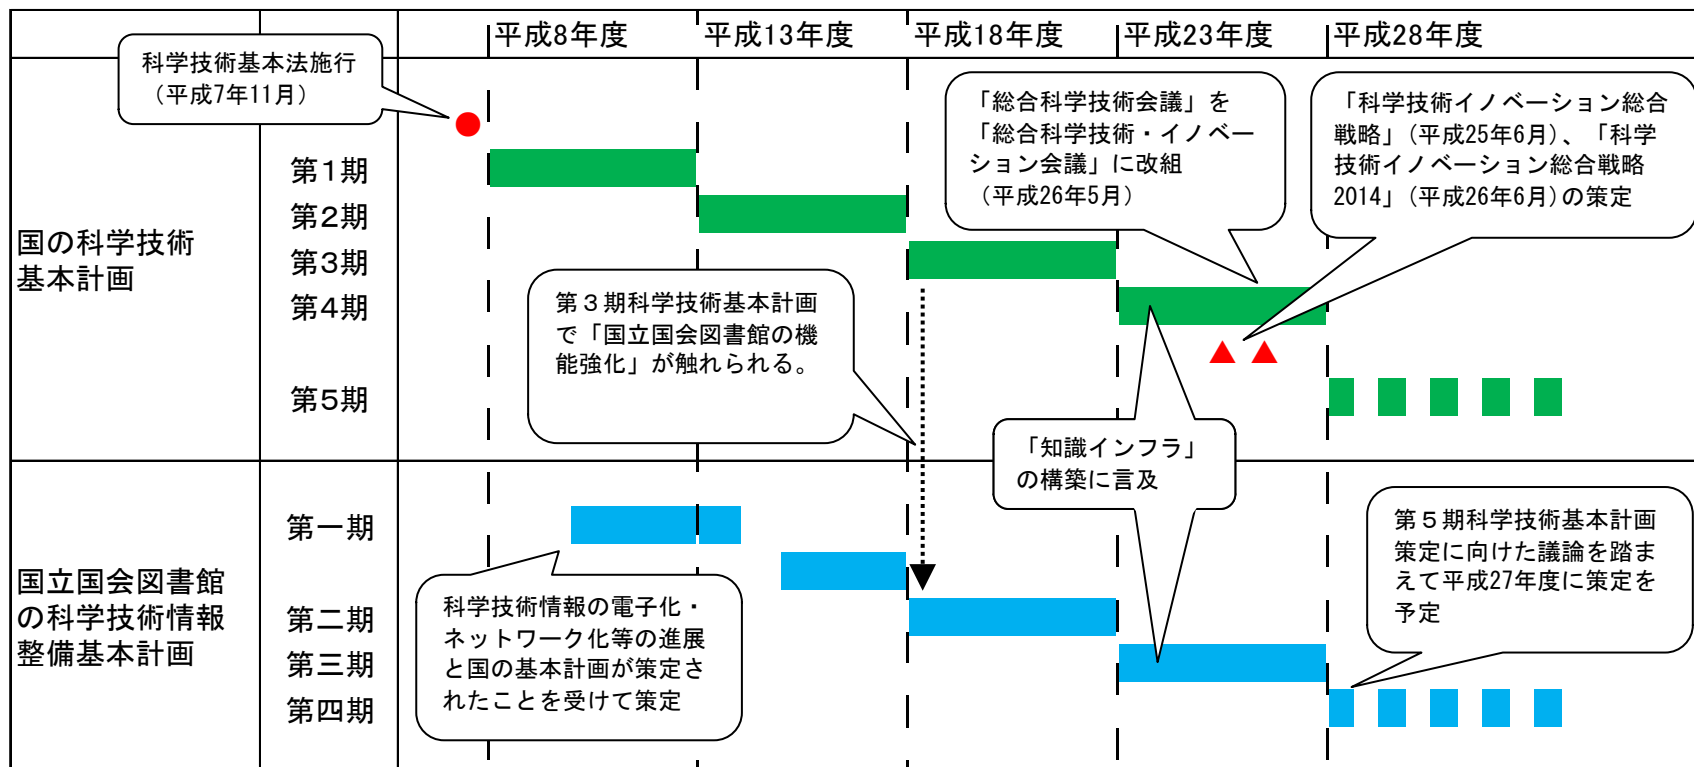 平成8年度
平成13年度
平成18年度
平成23年度
平成28年度
科学技術基本法施行
（平成7年11月）
「総合科学技術会議」を
「総合科学技術・イノベー
ション会議」に改組
（平成26年5月）
「科学技術イノベーション総合
戦略」（平成25年6月）、「科学
技術イノベーション総合戦略
2014」（平成26年6月）の策定
国の科学技術
基本計画
第1期
第2期
第3期
第4期
第5期
第３期科学技術基本計画
で「国立国会図書館の機
能強化」が触れられる。
「知識インフラ」
の構築に言及
国立国会図書館
の科学技術情報
整備基本計画
第一期
第二期
第三期
第四期
科学技術情報の電子化・
ネットワーク化等の進展
と国の基本計画が策定さ
れたことを受けて策定
第５期科学技術基本計画
策定に向けた議論を踏ま
えて平成27年度に策定を
予定